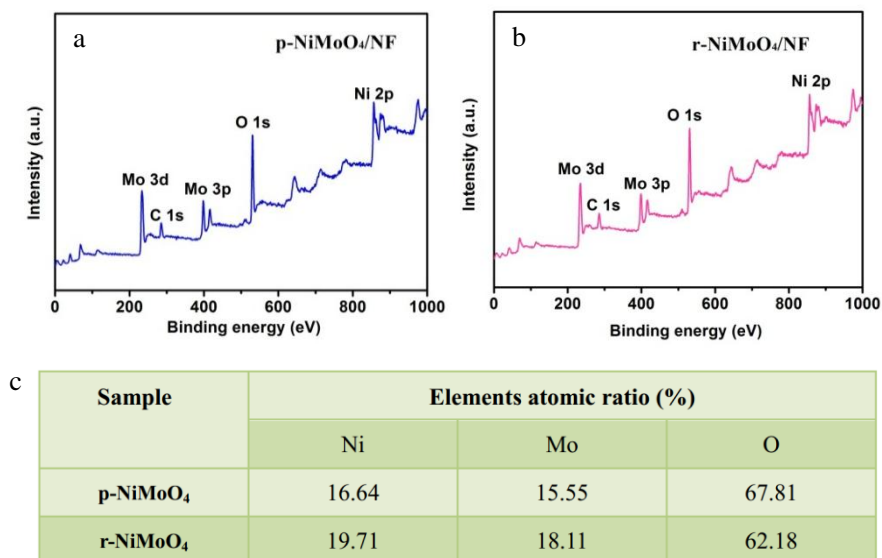 a
p-NiMoO₄/NF
Ni 2p
O 1s
Mo 3d
Mo 3p
C 1s
Intensity (a.u.)
0 200 400 600 800 1000
Binding energy (eV)
b
r-NiMoO₄/NF
Ni 2p
O 1s
Mo 3d
Mo 3p
C 1s
Intensity (a.u.)
0 200 400 600 800 1000
Binding energy (eV)
c
Sample Elements atomic ratio (%)
Ni Mo O
p-NiMoO₄ 16.64 15.55 67.81
r-NiMoO₄ 19.71 18.11 62.18